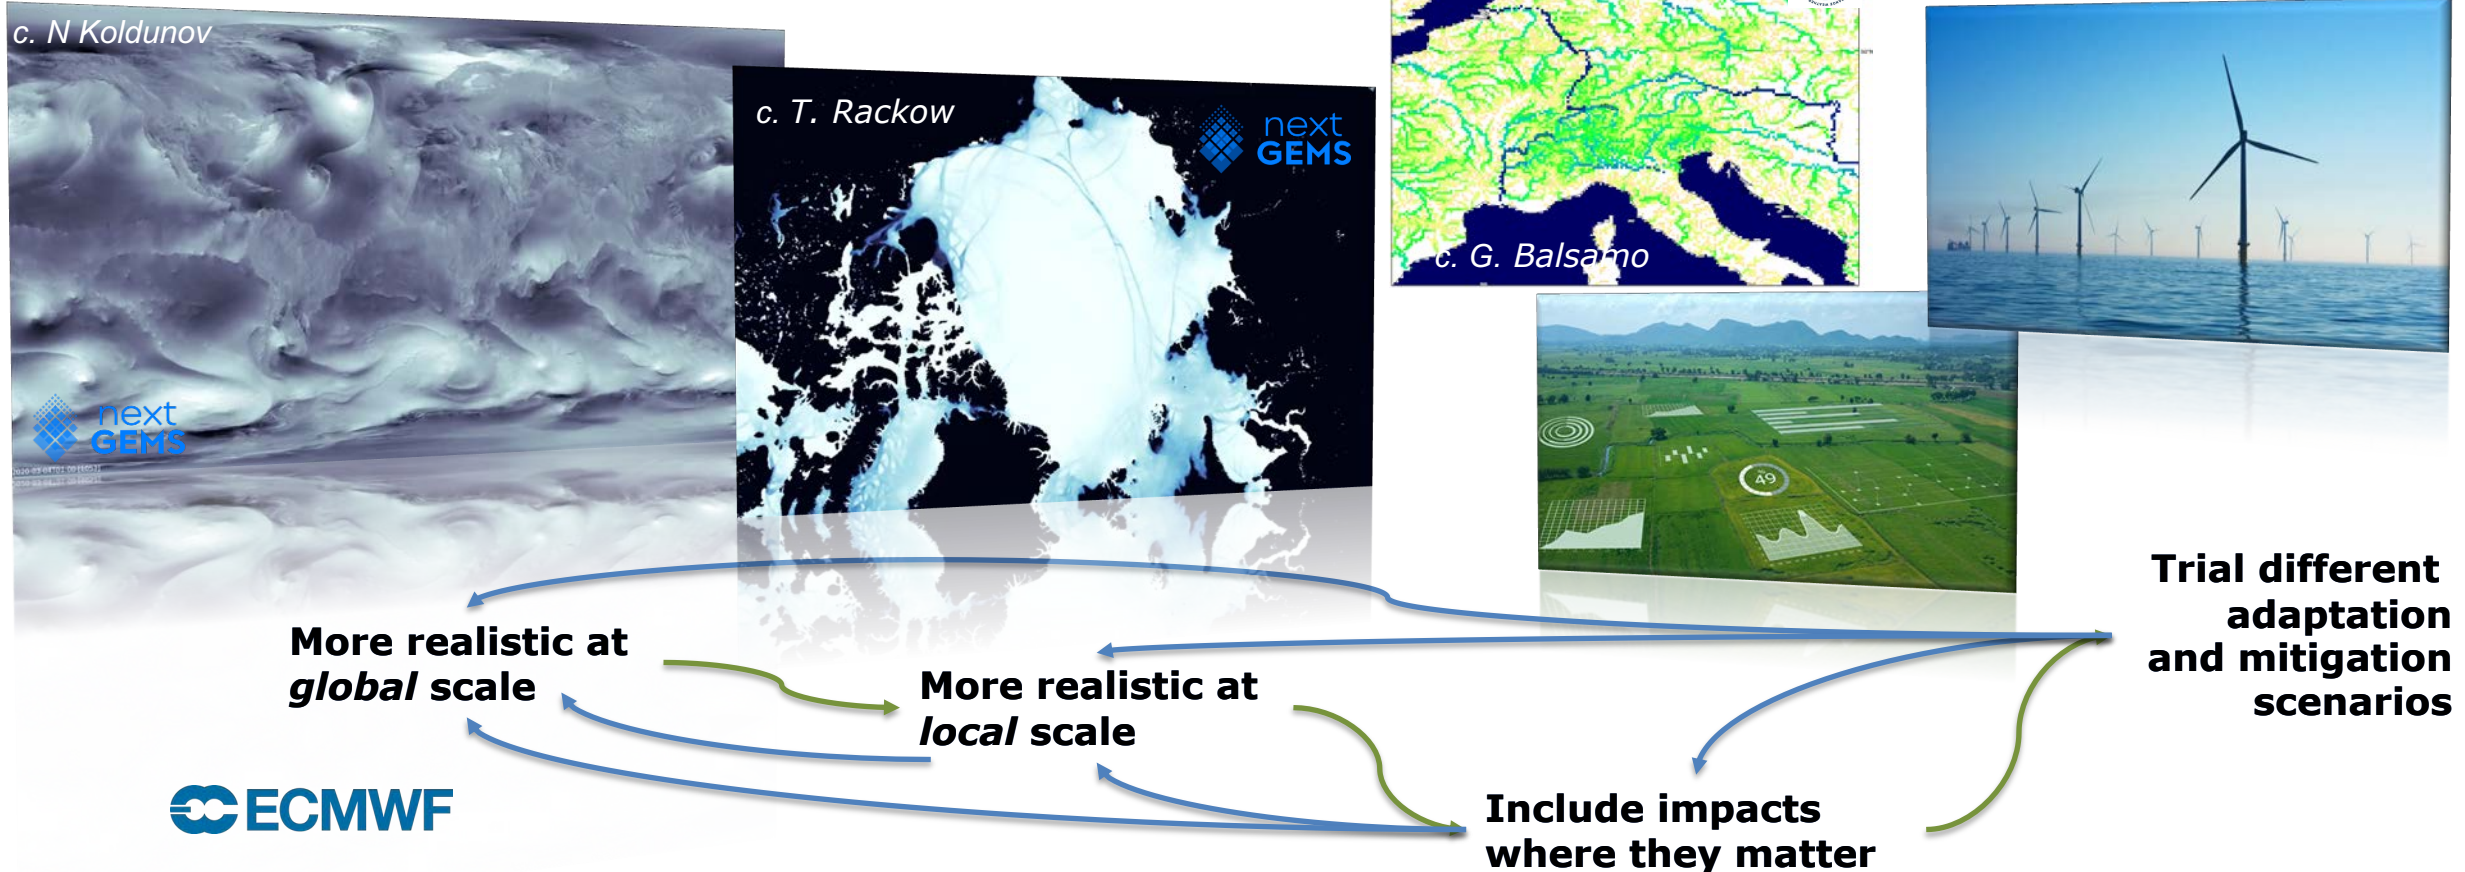 c. N Koldunov
next
GEMS
c. T. Rackow
next
GEMS
c. G. Balsamo
49
More realistic at
global scale
More realistic at
local scale
Include impacts
where they matter
Trial different
adaptation
and mitigation
scenarios
ECMWF